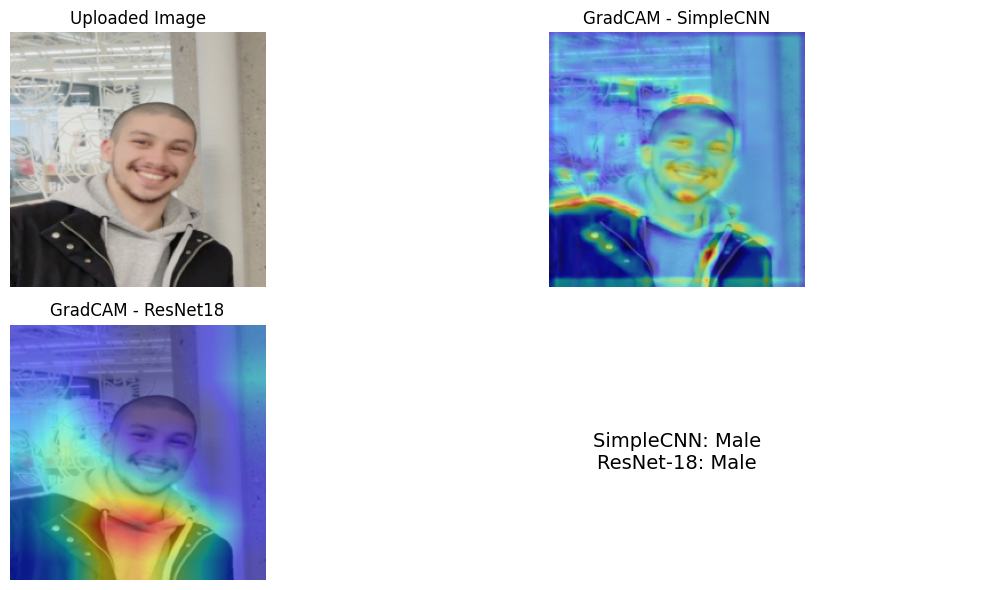 Uploaded Image
GradCAM - SimpleCNN
GradCAM - ResNet18
SimpleCNN: Male
ResNet-18: Male